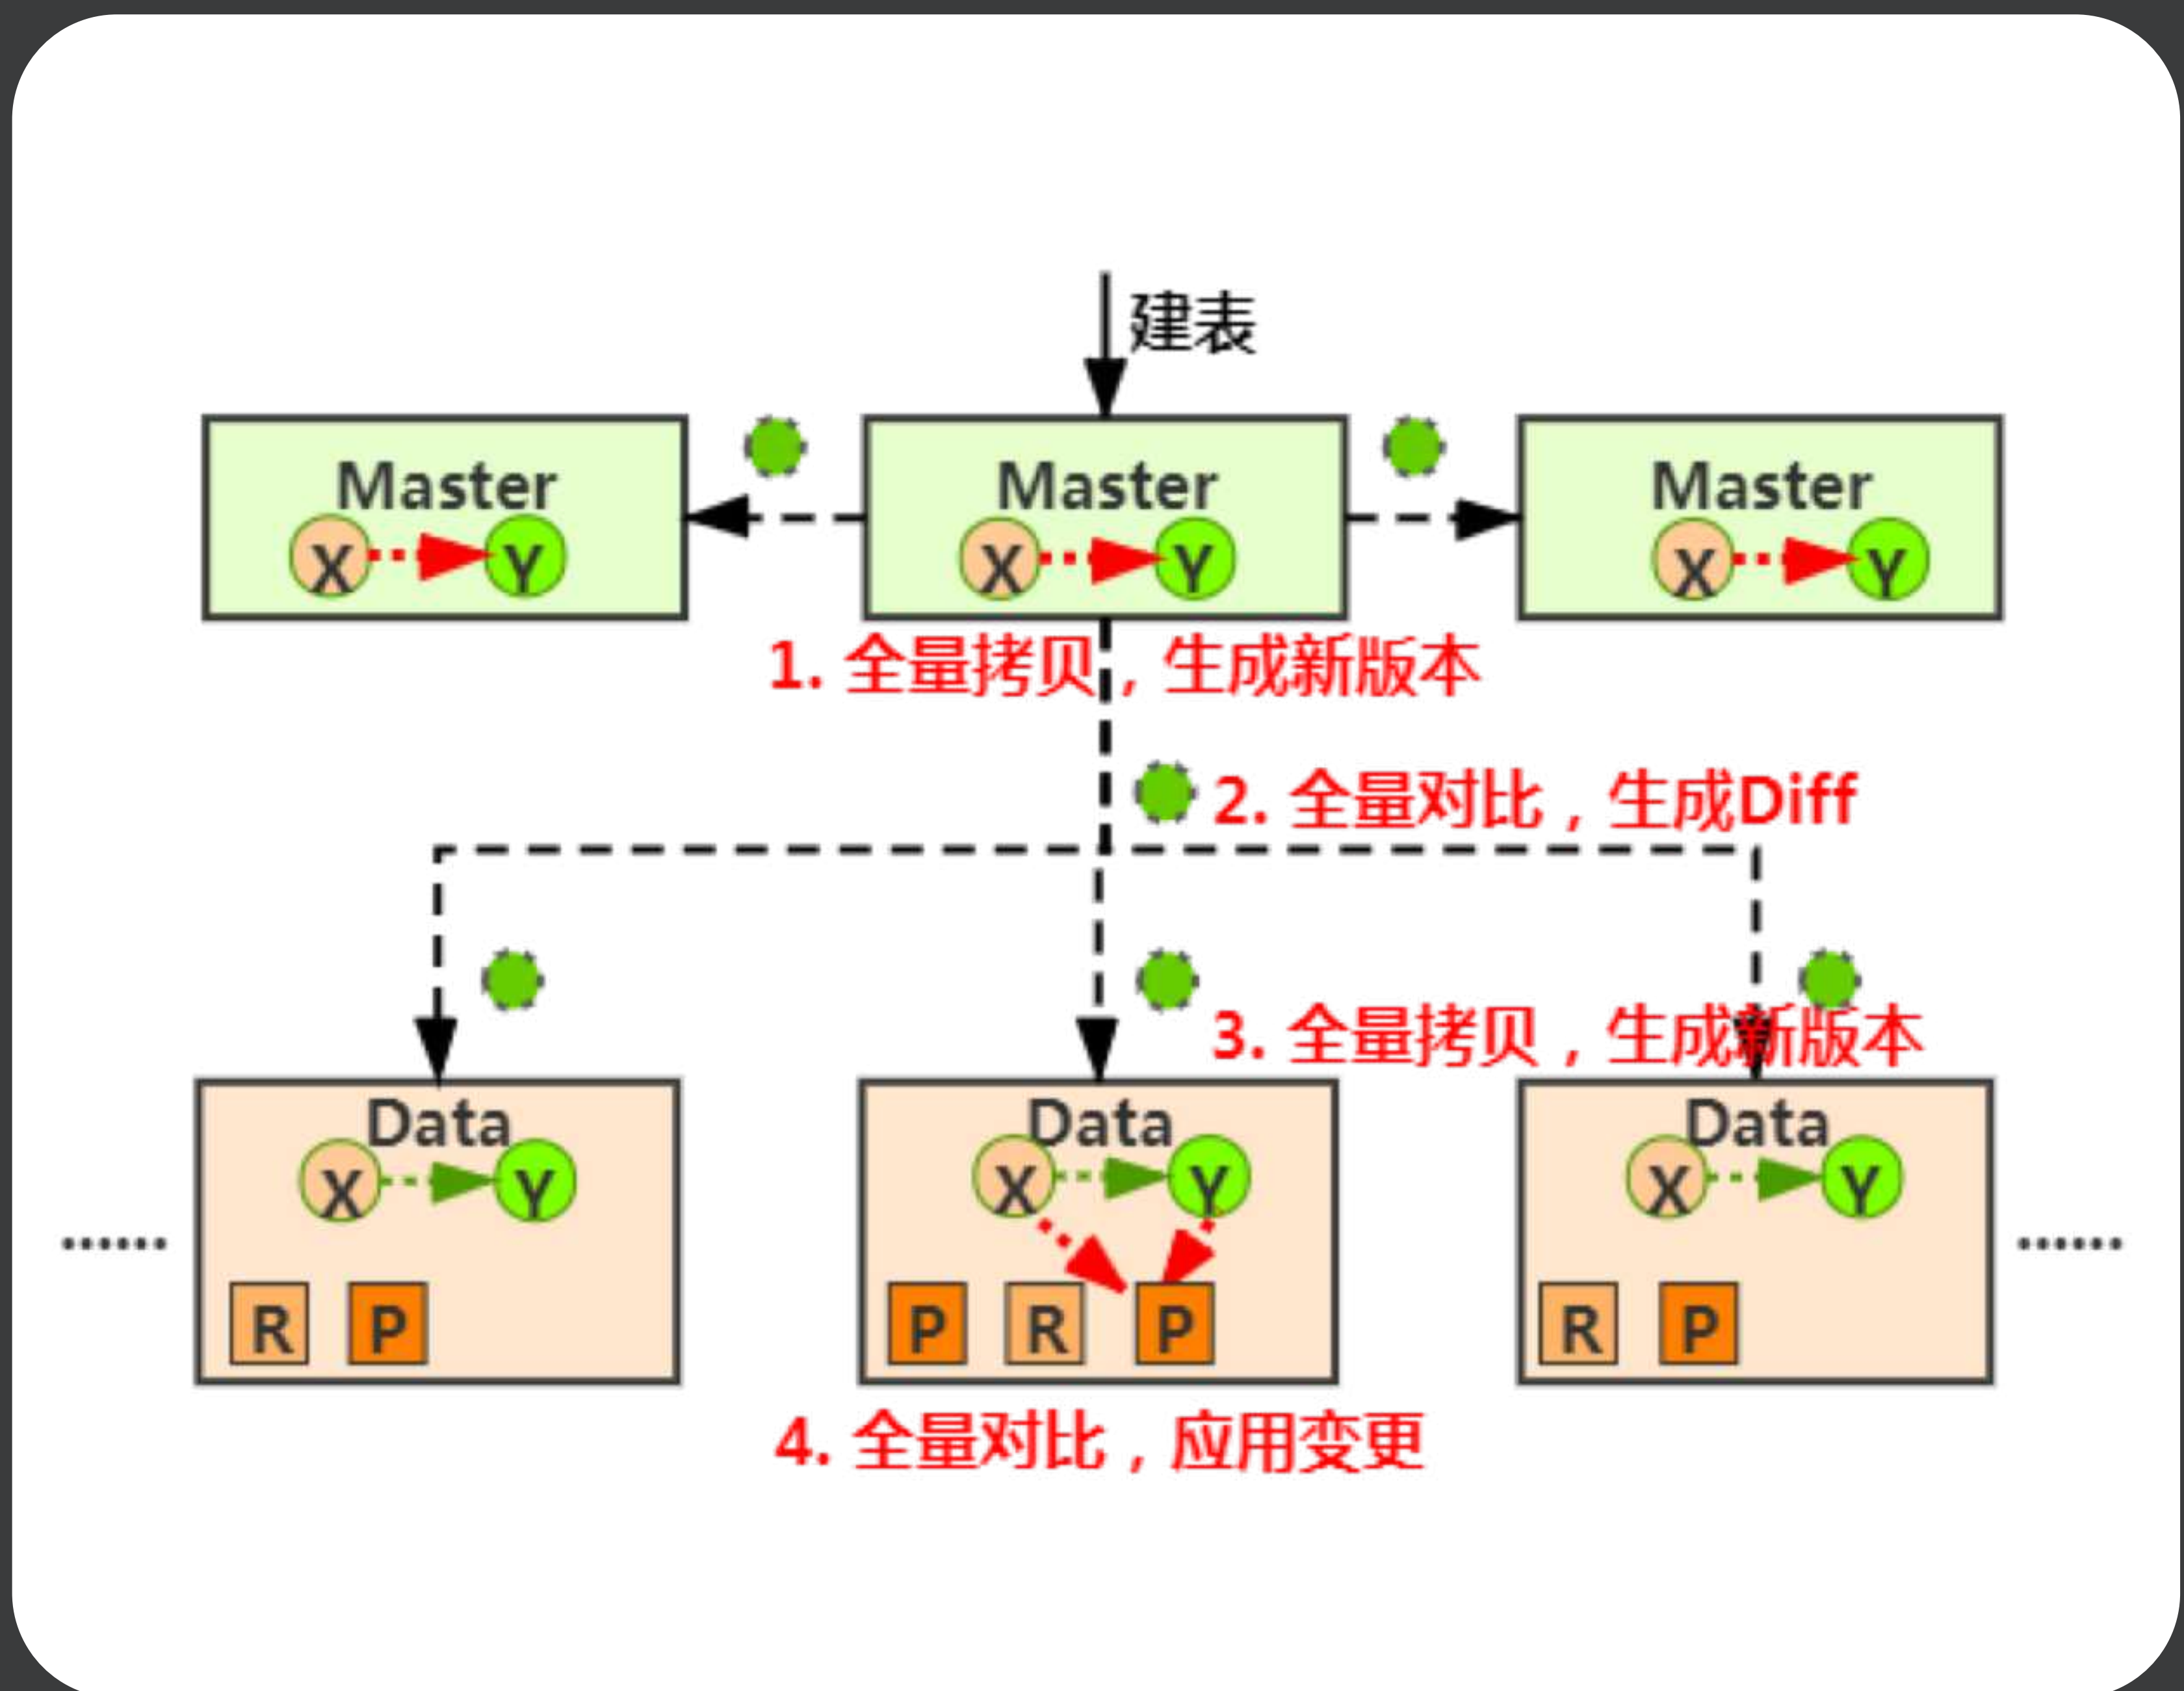 建表
Master Master Master
X Y X Y X Y
1. 全量拷贝，生成新版本
2. 全量对比，生成Diff
3. 全量拷贝，生成新版本
Data Data Data
X Y X Y X Y
R P P R P R P
4. 全量对比，应用变更